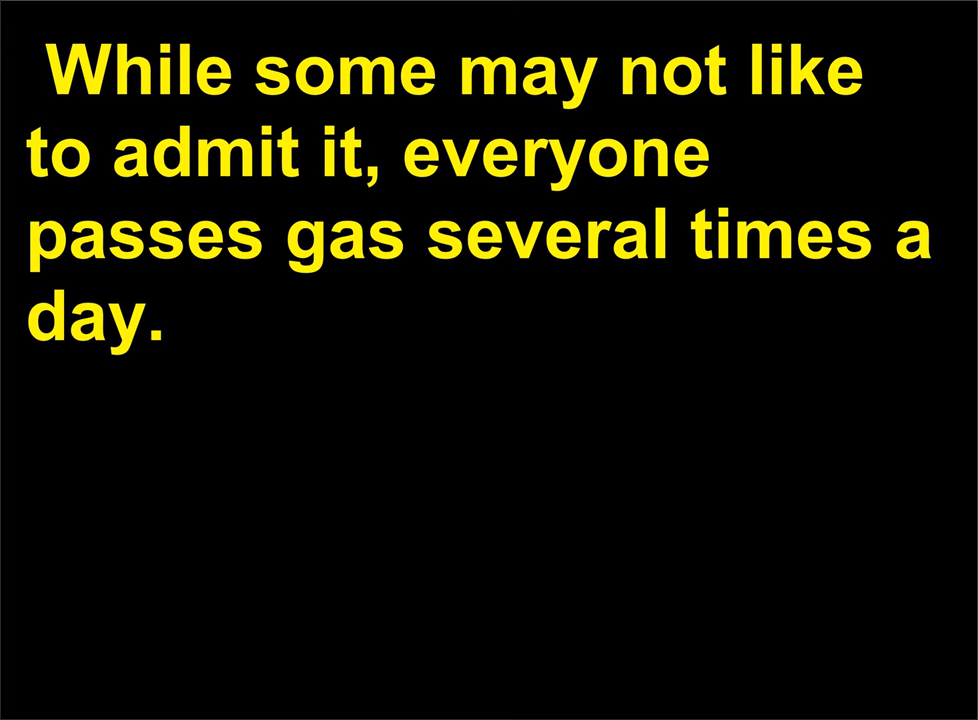 While some may not like
to admit it, everyone
passes gas several times a
day.